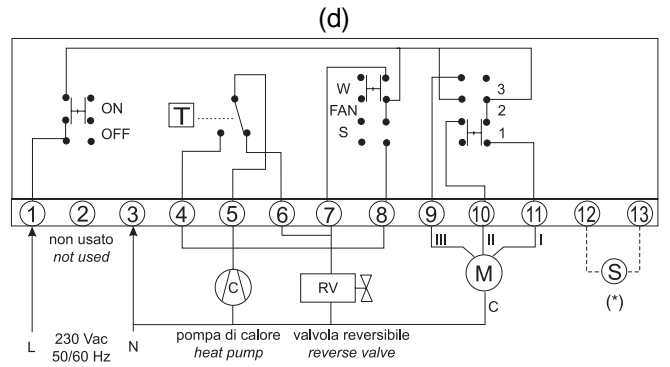 (d)
ON
OFF
T
W
FAN
S
3
2
1
1 2 3 4 5 6 7 8 9 10 11 12 13
non usato
not used
III II I
C
RV
M
S
C
(*)
L
230 Vac
50/60 Hz
N
pompa di calore
heat pump
valvola reversibile
reverse valve